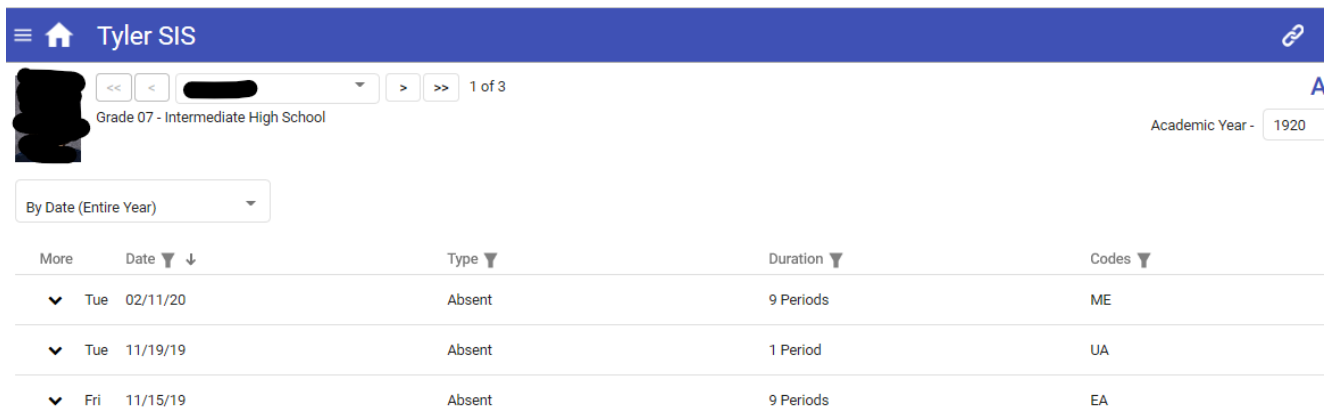 Tyler SIS
<< < > >> 1 of 3
Grade 07 - Intermediate High School
Academic Year - 1920
By Date (Entire Year)
More Date Type Duration Codes
Tue 02/11/20 Absent 9 Periods ME
Tue 11/19/19 Absent 1 Period UA
Fri 11/15/19 Absent 9 Periods EA